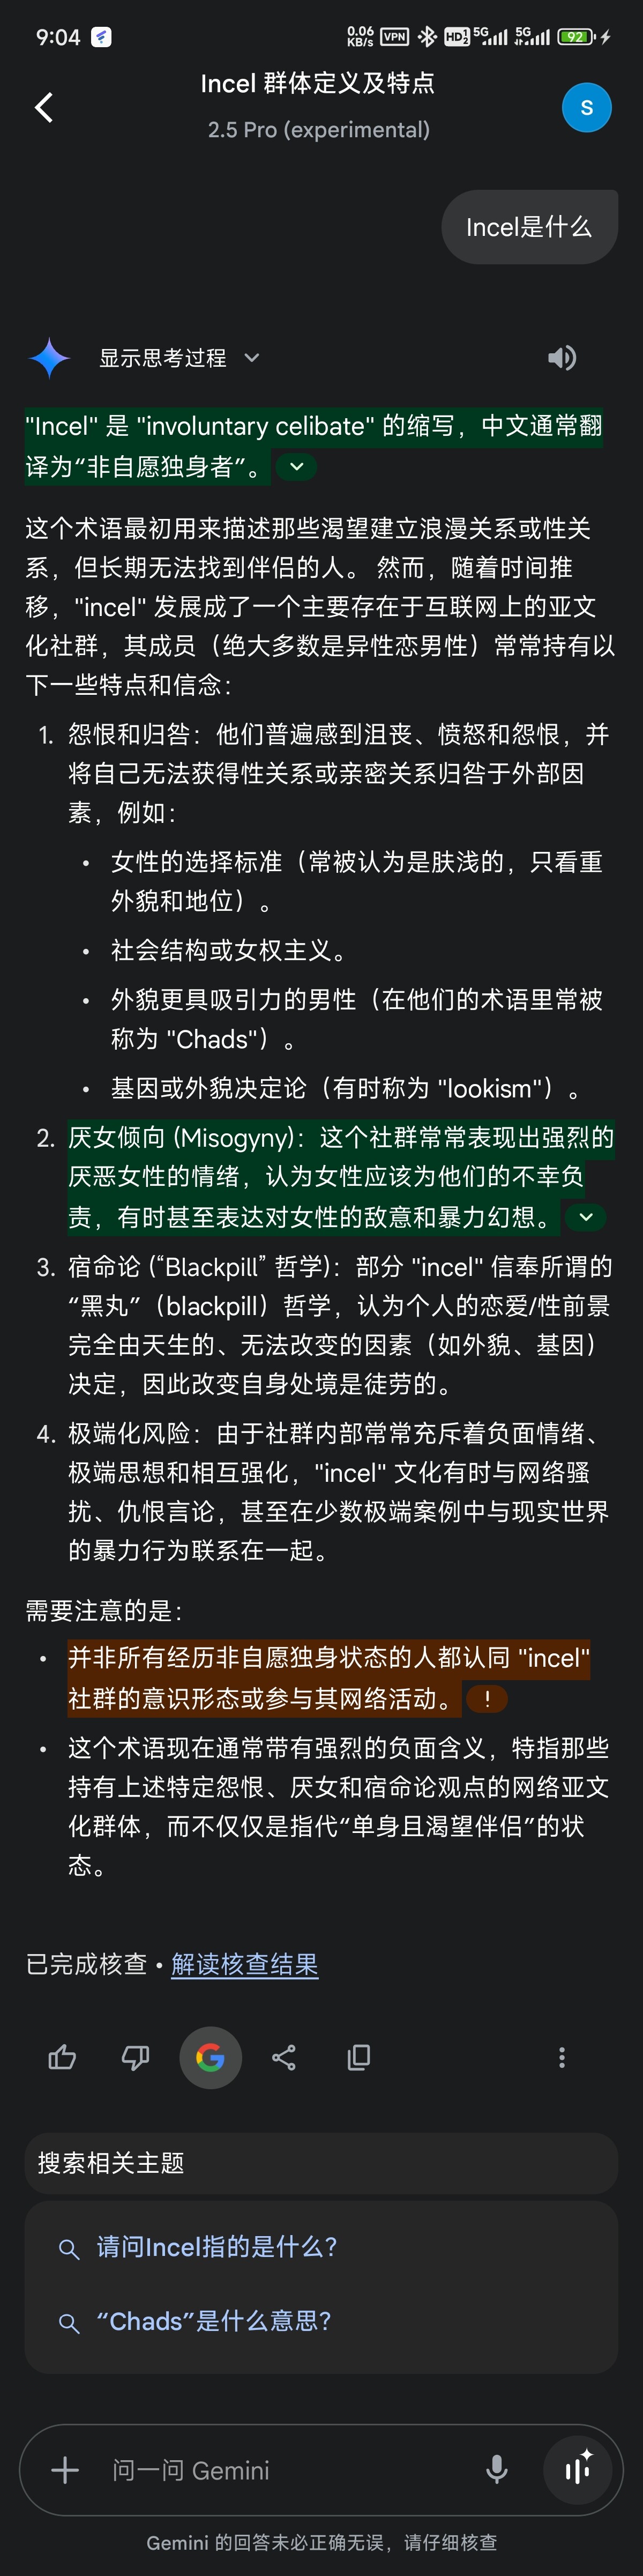 9:04
0.06 KB/s VPN HD 1 2 5G 5G 92
Incel 群体定义及特点
2.5 Pro (experimental)
S
Incel是什么
显示思考过程
"Incel" 是 "involuntary celibate" 的缩写，中文通常翻
译为“非自愿独身者”。
这个术语最初用来描述那些渴望建立浪漫关系或性关
系，但长期无法找到伴侣的人。 然而，随着时间推
移，"incel" 发展成了一个主要存在于互联网上的亚文
化社群，其成员（绝大多数是异性恋男性）常常持有以
下一些特点和信念：
1. 怨恨和归咎：他们普遍感到沮丧、愤怒和怨恨，并
将自己无法获得性关系或亲密关系归咎于外部因
素，例如：
• 女性的选择标准（常被认为是肤浅的，只看重
外貌和地位）。
• 社会结构或女权主义。
• 外貌更具吸引力的男性（在他们的术语里常被
称为 "Chads"）。
• 基因或外貌决定论（有时称为 "lookism"）。
2. 厌女倾向 (Misogyny)：这个社群常常表现出强烈的
厌恶女性的情绪，认为女性应该为他们的不幸负
责，有时甚至表达对女性的敌意和暴力幻想。
3. 宿命论 (“Blackpill” 哲学)：部分 "incel" 信奉所谓的
“黑丸”（blackpill）哲学，认为个人的恋爱/性前景
完全由天生的、无法改变的因素（如外貌、基因）
决定，因此改变自身处境是徒劳的。
4. 极端化风险：由于社群内部常常充斥着负面情绪、
极端思想和相互强化，"incel" 文化有时与网络骚
扰、仇恨言论，甚至在少数极端案例中与现实世界
的暴力行为联系在一起。
需要注意的是：
• 并非所有经历非自愿独身状态的人都认同 "incel"
社群的意识形态或参与其网络活动。 !
• 这个术语现在通常带有强烈的负面含义，特指那些
持有上述特定怨恨、厌女和宿命论观点的网络亚文
化群体，而不仅仅是指代“单身且渴望伴侣”的状
态。
已完成核查 • 解读核查结果
搜索相关主题
请问Incel指的是什么?
“Chads”是什么意思?
问一问 Gemini
Gemini 的回答未必正确无误，请仔细核查